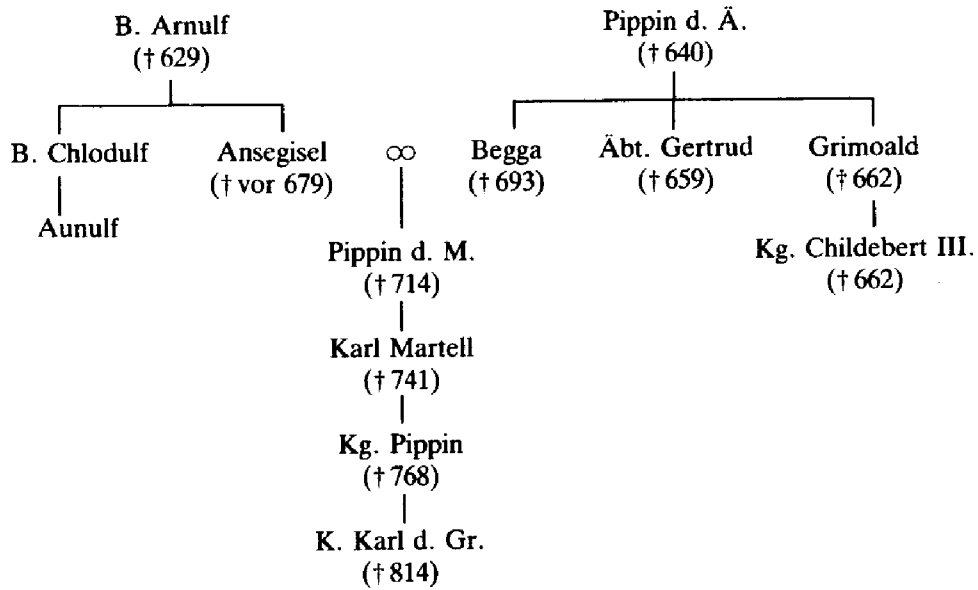 B. Arnulf
(† 629)
Pippin d. Ä.
(† 640)
B. Chlodulf
Ansegisel
(† vor 679)
∞
Begga
(† 693)
Äbt. Gertrud
(† 659)
Grimoald
(† 662)
Aunulf
Kg. Childebert III.
(† 662)
Pippin d. M.
(† 714)
Karl Martell
(† 741)
Kg. Pippin
(† 768)
K. Karl d. Gr.
(† 814)